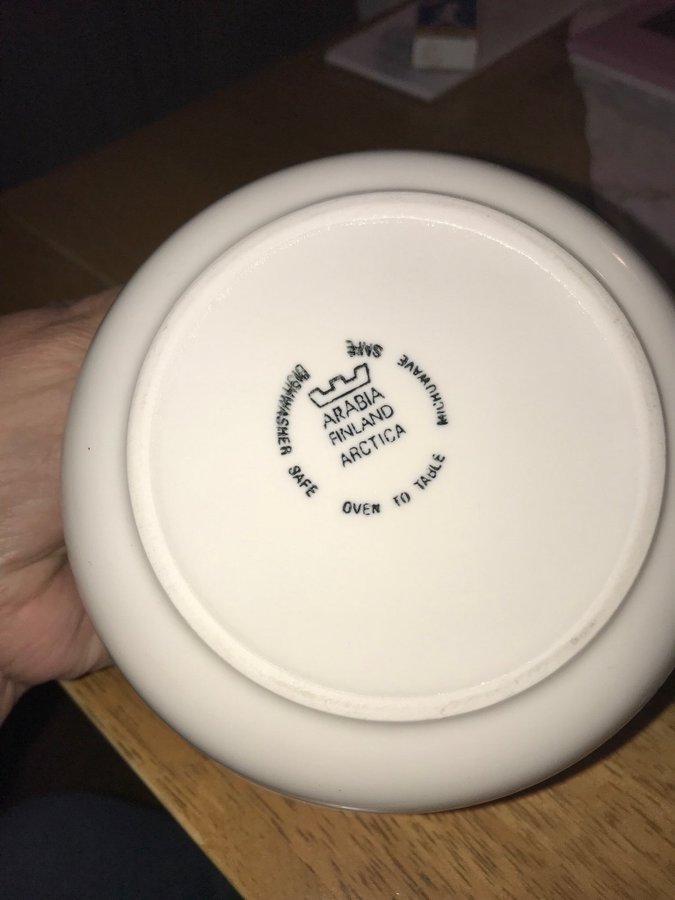 ARABIA
FINLAND
ARCTICA
DISHWASHER SAFE
OVEN TO TABLE
MICROWAVE SAFE